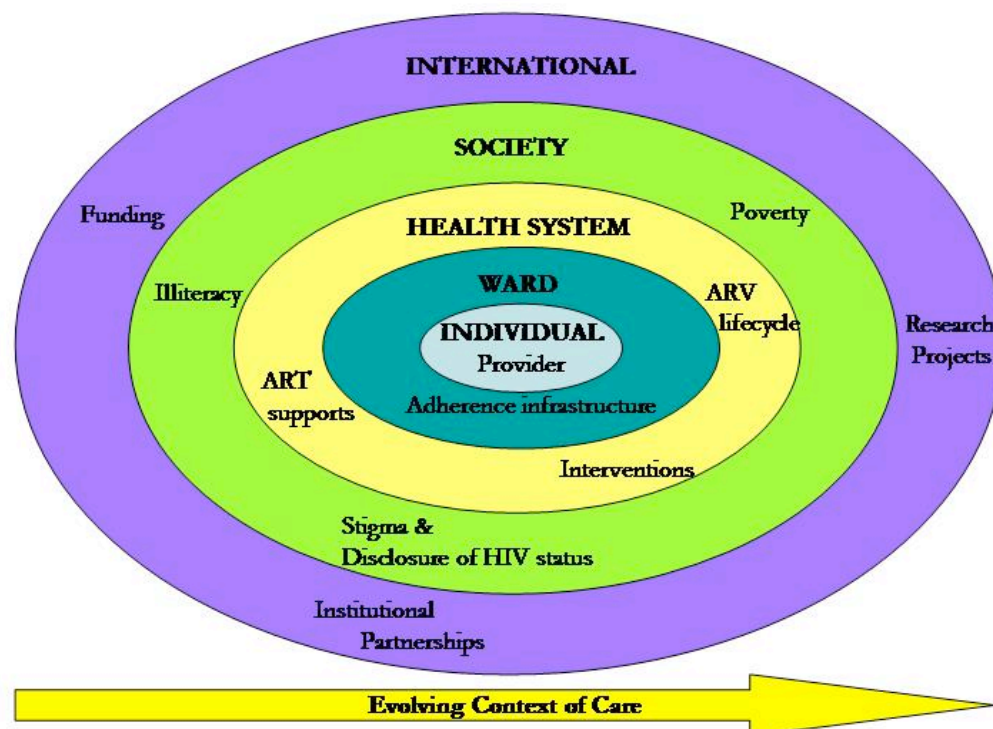 INTERNATIONAL
SOCIETY
Funding
Poverty
HEALTH SYSTEM
Illiteracy
WARD
ARV
lifecycle
INDIVIDUAL
Provider
Research
Projects
ART
supports
Adherence infrastructure
Interventions
Stigma &
Disclosure of HIV status
Institutional
Partnerships
Evolving Context of Care